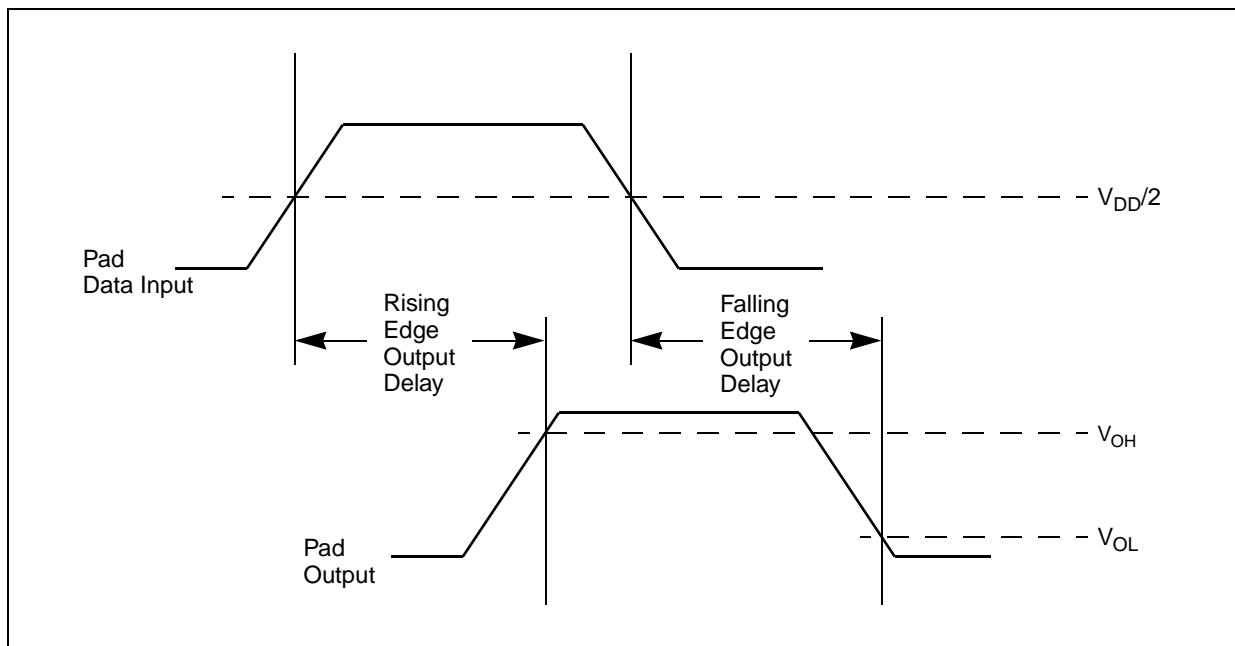 V_DD/2
Pad
Data Input
Rising
Edge
Output
Delay
Falling
Edge
Output
Delay
V_OH
V_OL
Pad
Output